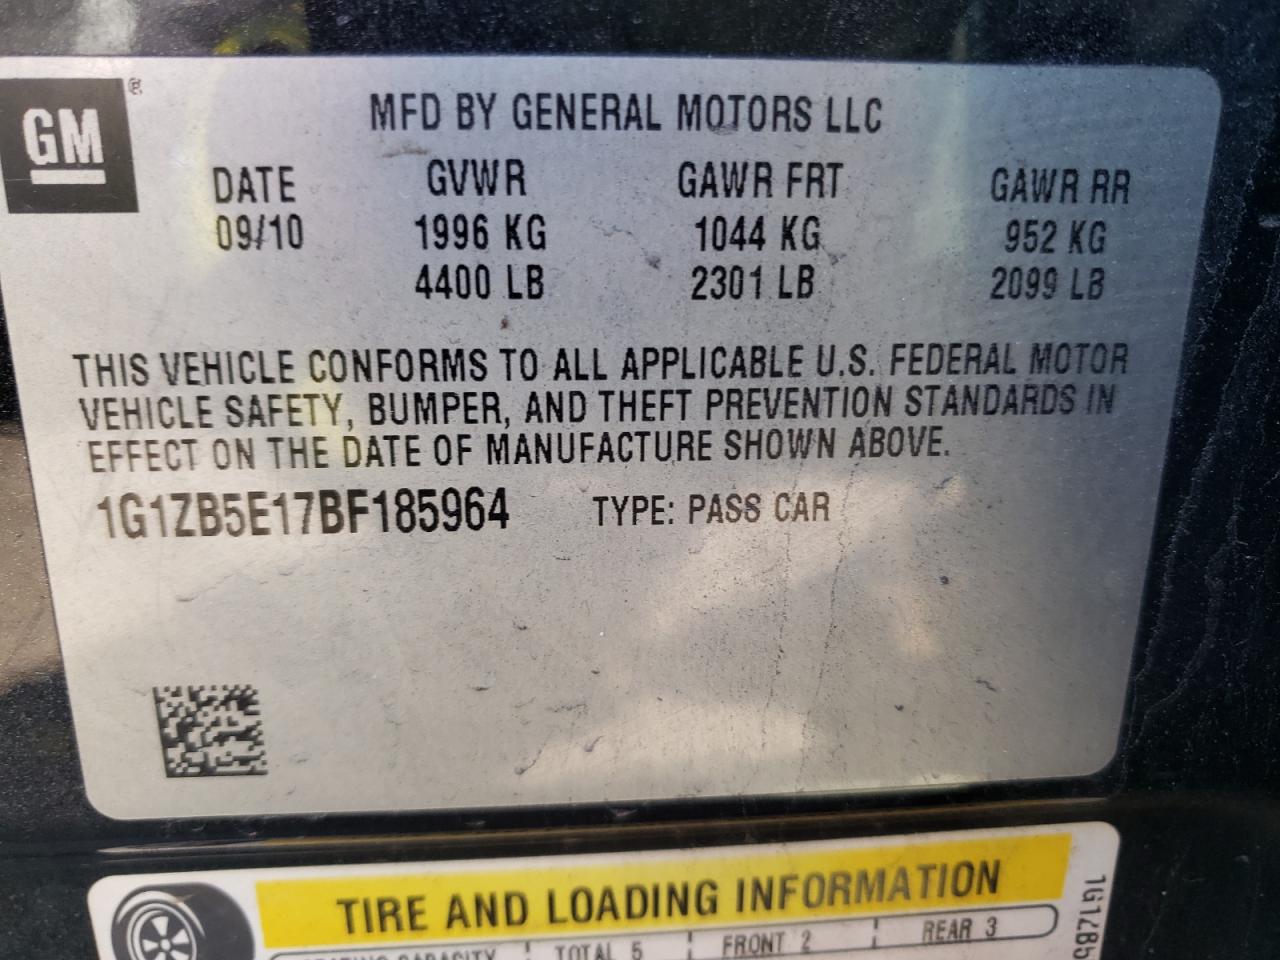 GM ®
MFD BY GENERAL MOTORS LLC
DATE GVWR GAWR FRT GAWR RR
09/10 1996 KG 1044 KG 952 KG
4400 LB 2301 LB 2099 LB
THIS VEHICLE CONFORMS TO ALL APPLICABLE U.S. FEDERAL MOTOR
VEHICLE SAFETY, BUMPER, AND THEFT PREVENTION STANDARDS IN
EFFECT ON THE DATE OF MANUFACTURE SHOWN ABOVE.
1G1ZB5E17BF185964 TYPE: PASS CAR
TIRE AND LOADING INFORMATION
CAPACITY TOTAL 5 FRONT 2 REAR 3
1G1ZB5